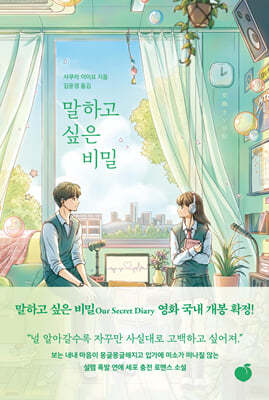 사쿠라 이이요 지음
김윤경 옮김
말하고
싶은
비밀
말하고 싶은 비밀Our Secret Diary 영화 국내 개봉 확정!
“널 알아갈수록 자꾸만 사실대로 고백하고 싶어져.”
보는 내내 마음이 몽글몽글해지고 입가에 미소가 떠나질 않는
설렘 폭발 연애 세포 충전 로맨스 소설